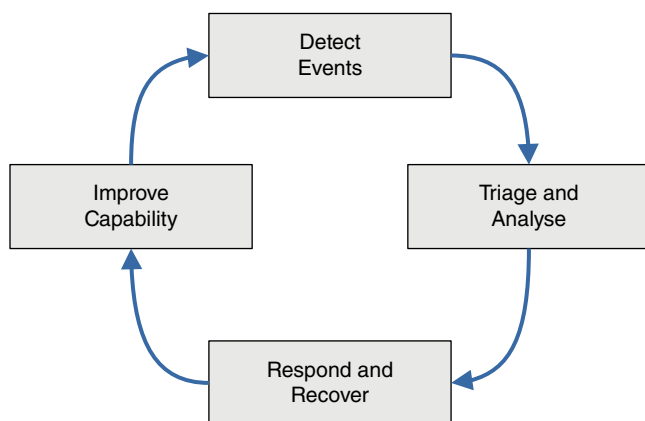 Detect
Events
Triage and
Analyse
Respond and
Recover
Improve
Capability